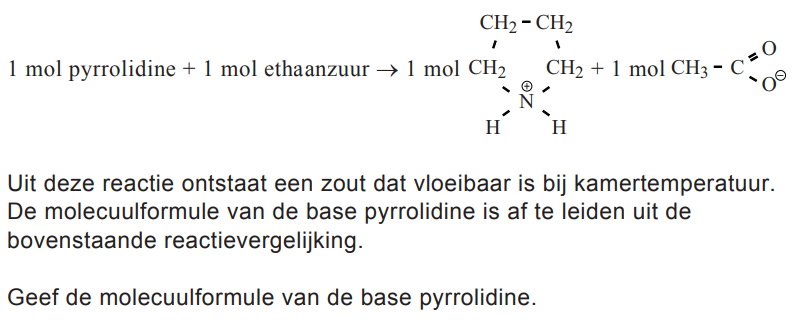 CH₂ - CH₂
1 mol pyrrolidine + 1 mol ethaanzuur → 1 mol CH₂ CH₂ + 1 mol CH₃ - C O
⊕ O⊖
N
H H
Uit deze reactie ontstaat een zout dat vloeibaar is bij kamertemperatuur.
De molecuulformule van de base pyrrolidine is af te leiden uit de
bovenstaande reactievergelijking.
Geef de molecuulformule van de base pyrrolidine.